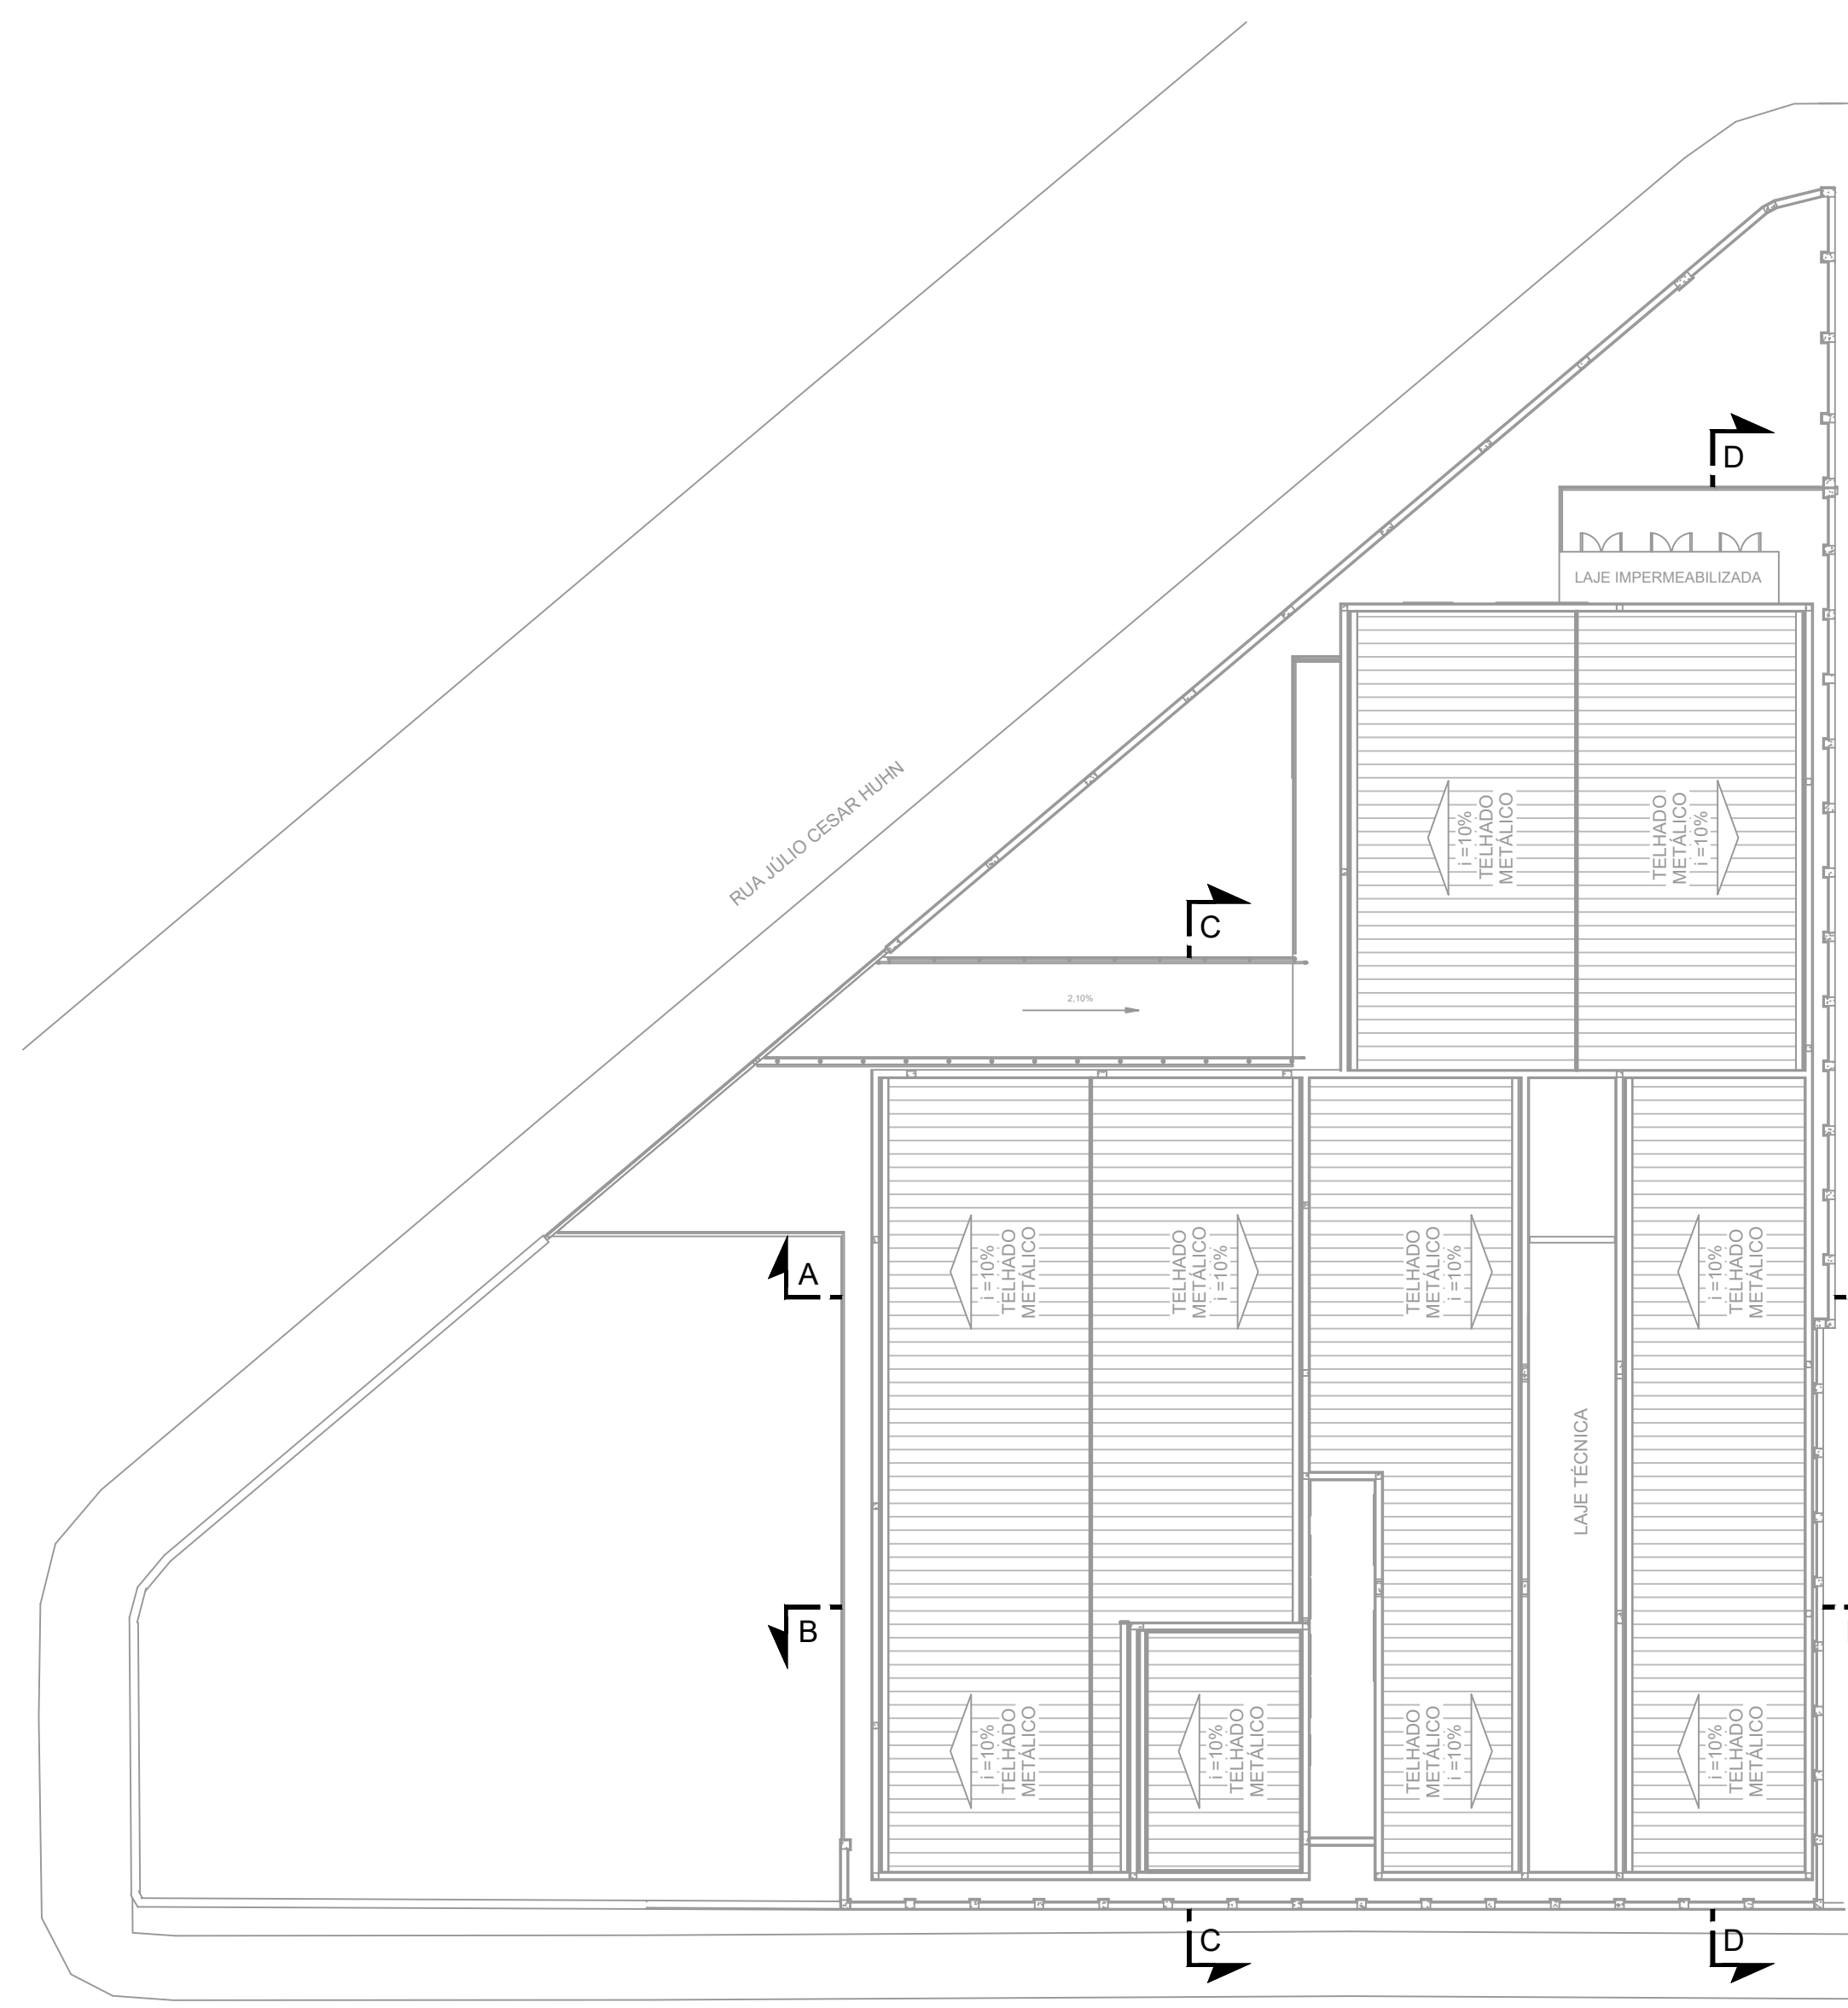 D
LAJE IMPERMEABILIZADA
i =10%
TELHADO
METÁLICO
TELHADO
METÁLICO
i =10%
RUA JÚLIO CESAR HUHN
C
2,10%
A
i =10%
TELHADO
METÁLICO
TELHADO
METÁLICO
i =10%
TELHADO
METÁLICO
i =10%
i =10%
TELHADO
METÁLICO
LAJE TÉCNICA
B
i =10%
TELHADO
METÁLICO
i =10%
TELHADO
METÁLICO
TELHADO
METÁLICO
i =10%
i =10%
TELHADO
METÁLICO
C
D